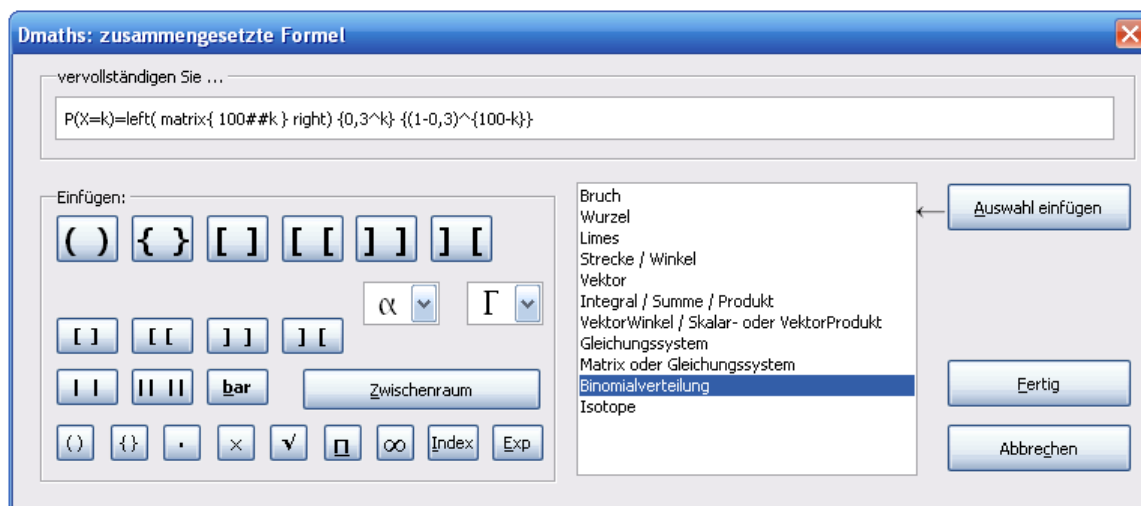 Dmaths: zusammengesetzte Formel
vervollständigen Sie ...
P(X=k)=left( matrix{ 100##k } right) {0,3^k} {(1-0,3)^{100-k}}
Einfügen:
( ) { } [ ] [ [ ] ] ] [
α Γ
[ ] [ [ ] ] ] [
| | || || bar Zwischenraum
() {} · × √ П ∞ Index Exp
Bruch
Wurzel
Limes
Strecke / Winkel
Vektor
Integral / Summe / Produkt
VektorWinkel / Skalar- oder VektorProdukt
Gleichungssystem
Matrix oder Gleichungssystem
Binomialverteilung
Isotope
← Auswahl einfügen
Fertig
Abbrechen